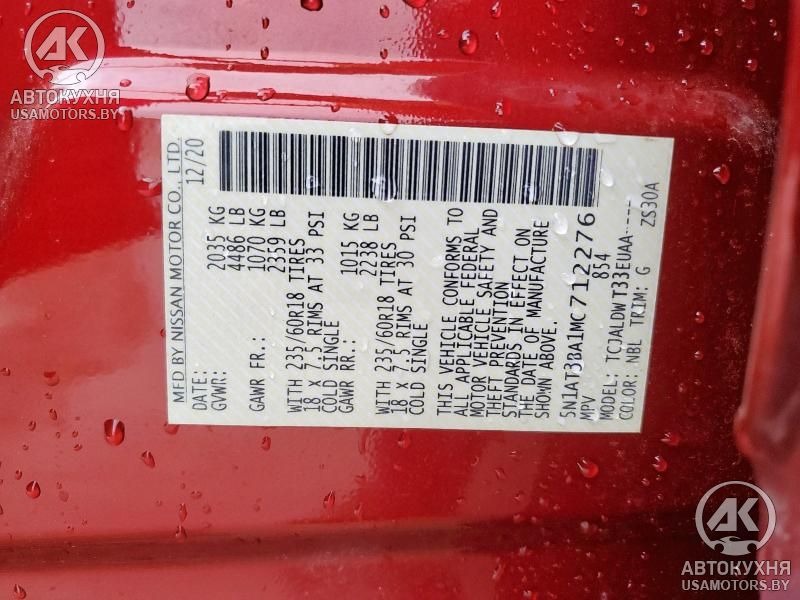 AK
АВТОКУХНЯ
USAMOTORS.BY
MFD BY NISSAN MOTOR CO., LTD.
DATE: 12/20
GVWR: 2035 KG
4486 LB
GAWR FR.: 1070 KG
2359 LB
WITH 235/60R18 TIRES
18 x 7.5 RIMS AT 33 PSI
COLD SINGLE
GAWR RR.: 1015 KG
2238 LB
WITH 235/60R18 TIRES
18 x 7.5 RIMS AT 30 PSI
COLD SINGLE
THIS VEHICLE CONFORMS TO
ALL APPLICABLE FEDERAL
MOTOR VEHICLE SAFETY AND
THEFT PREVENTION
STANDARDS IN EFFECT ON
THE DATE OF MANUFACTURE
SHOWN ABOVE.
5N1AT3BA1MC712276
MPV 854
MODEL: TCJALDWT33EUAA-----
COLOR: NBL TRIM: G ZS30A
AK
АВТОКУХНЯ
USAMOTORS.BY